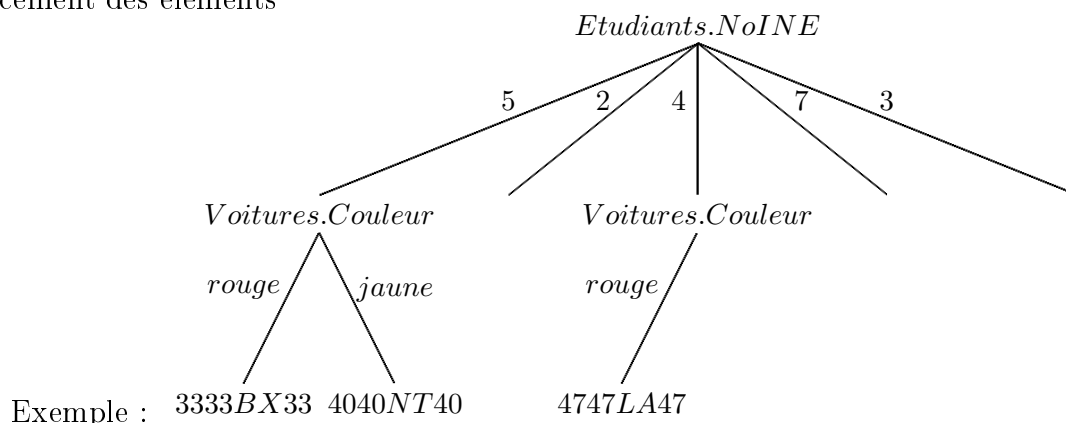 des éléments
Etudiants.NoINE
5 2 4 7 3
Voitures.Couleur Voitures.Couleur
rouge jaune rouge
Exemple : 3333BX33 4040NT40 4747LA47